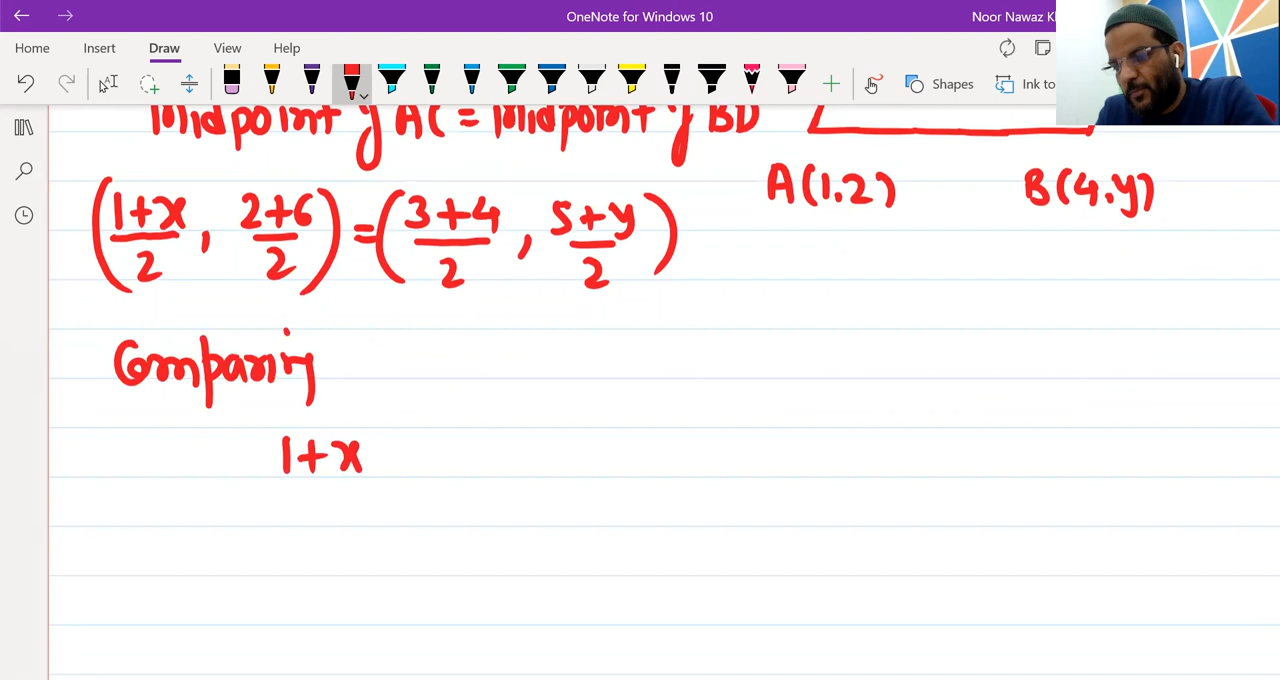 OneNote for Windows 10
Noor Nawaz Kh
Home Insert Draw View Help
Shapes Ink to
Midpoint of AC = Midpoint of BD
A(1,2) B(4,y)
(1+x/2, 2+6/2) = (3+4/2, 5+y/2)
Comparing
1+x